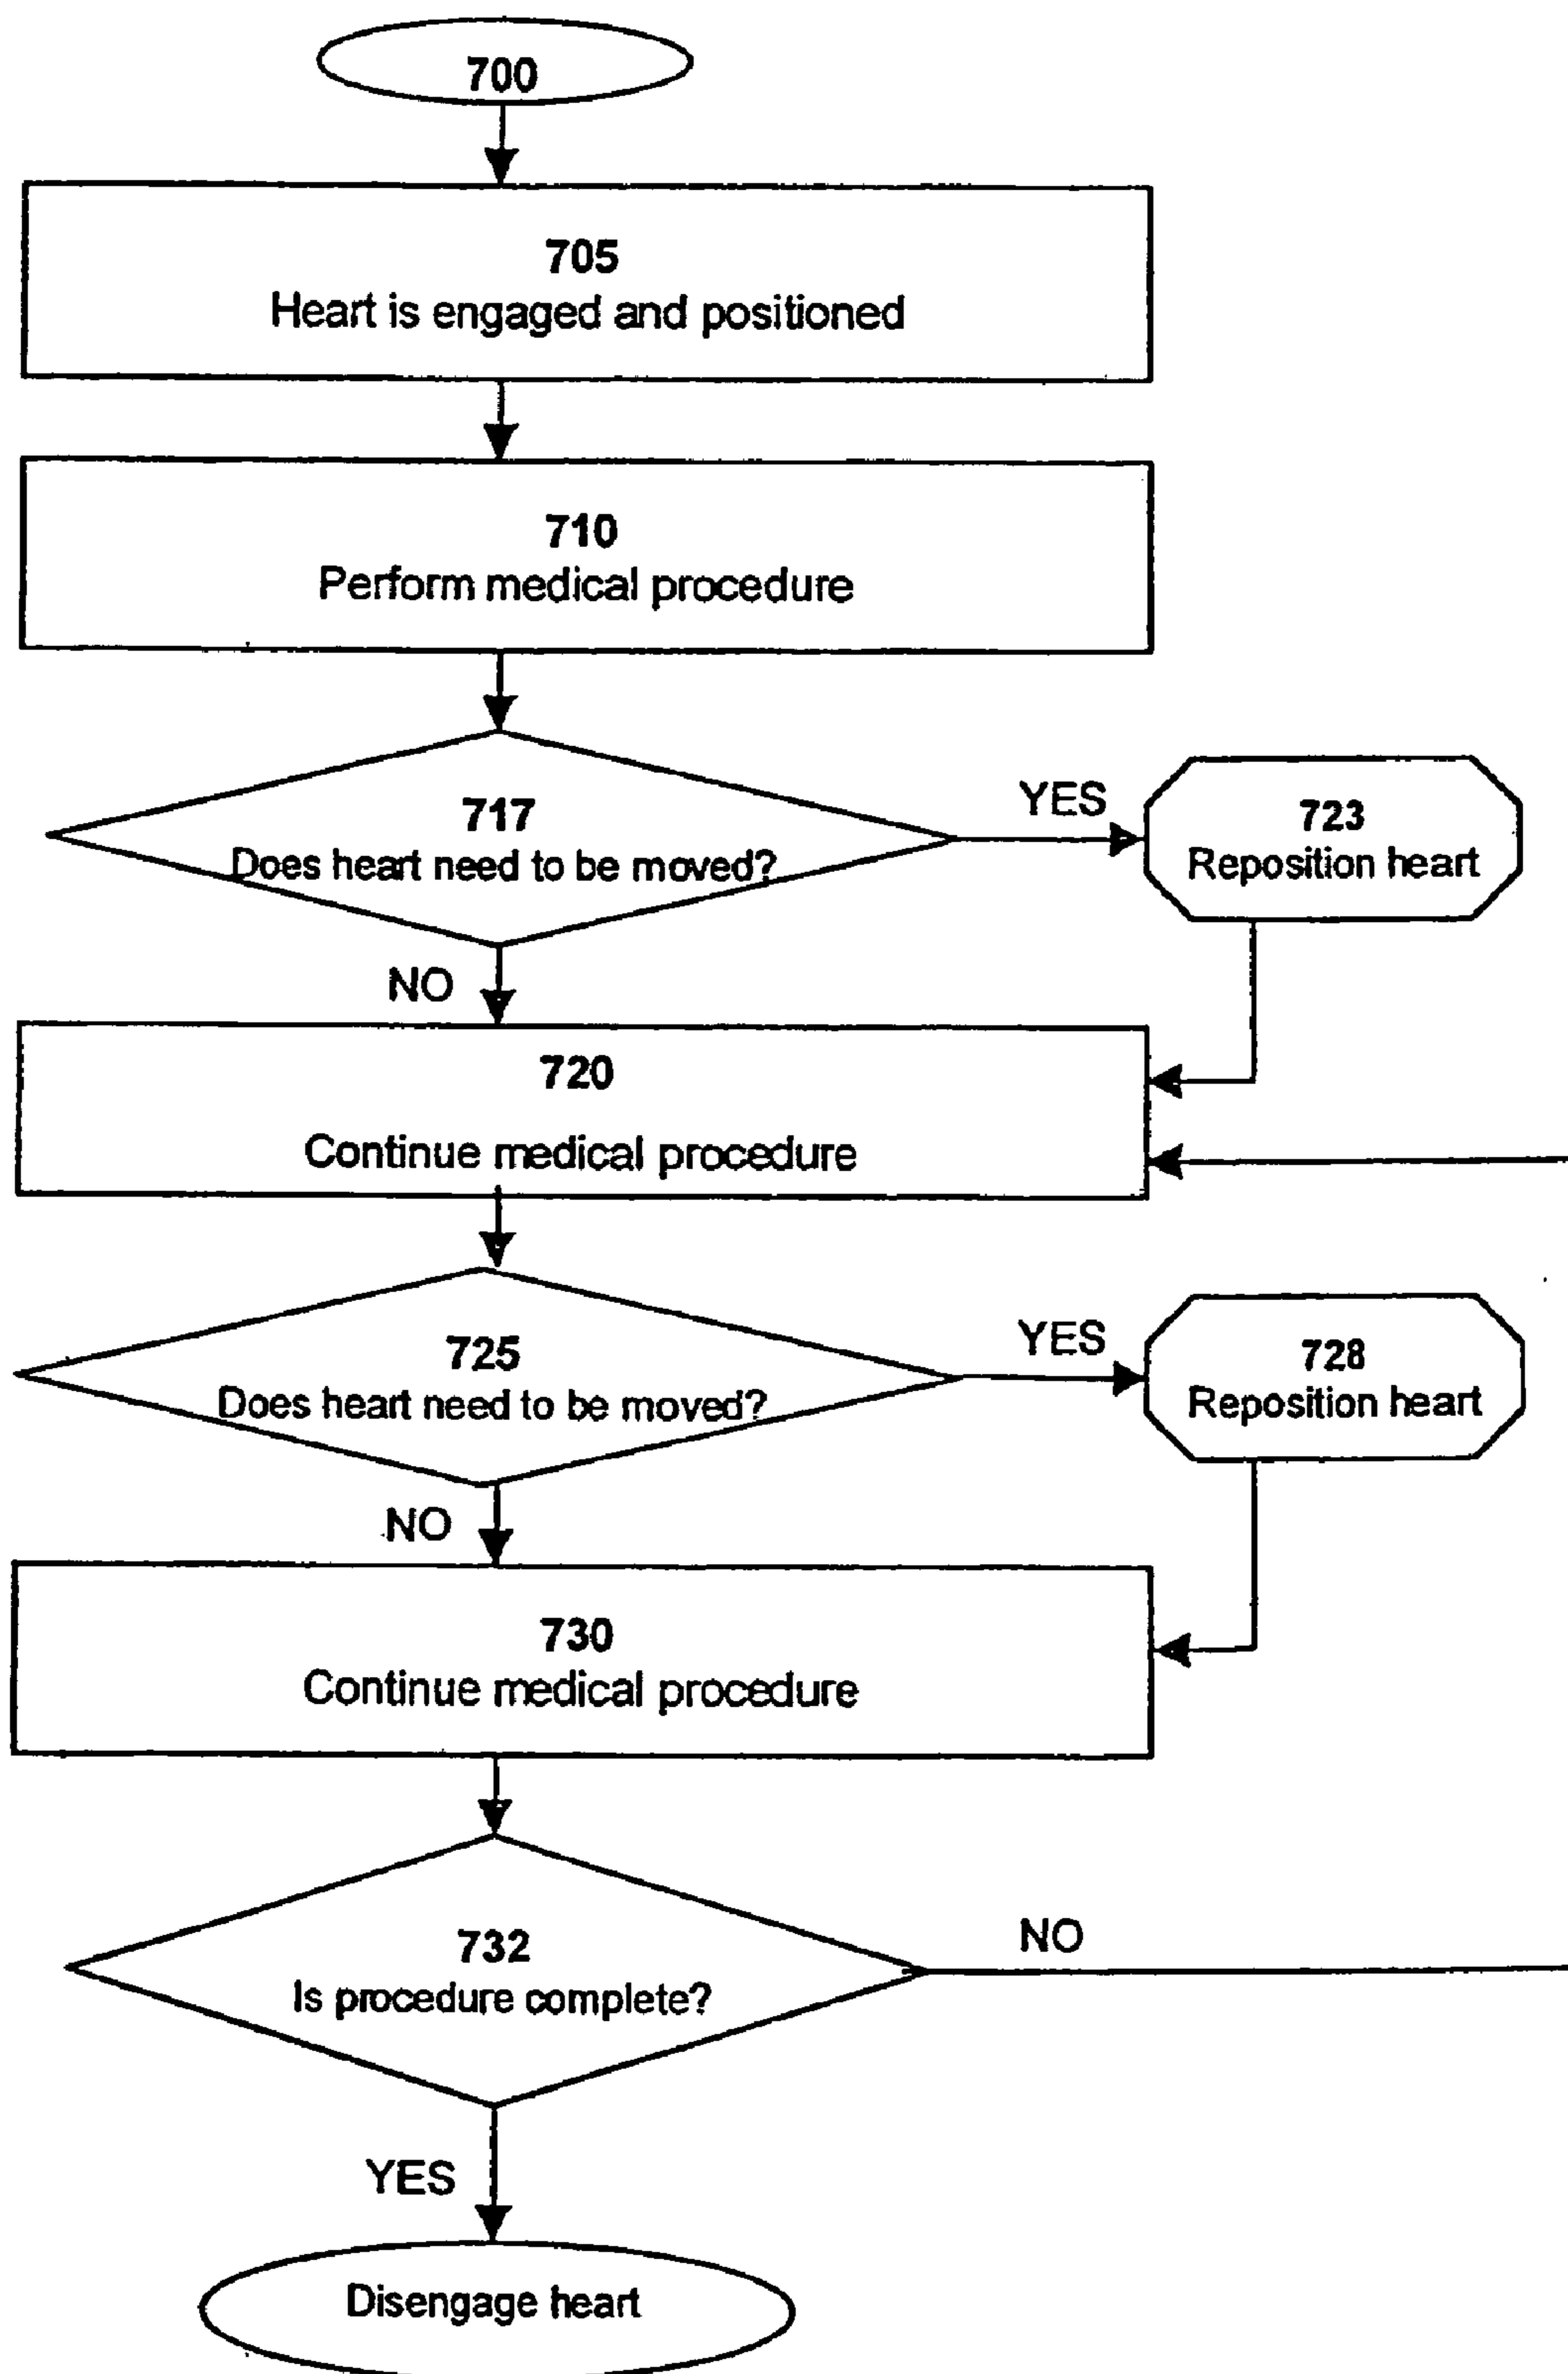 700
705
Heart is engaged and positioned
710
Perform medical procedure
717
Does heart need to be moved?
YES
723
Reposition heart
NO
720
Continue medical procedure
725
Does heart need to be moved?
YES
728
Reposition heart
NO
730
Continue medical procedure
732
Is procedure complete?
NO
YES
Disengage heart